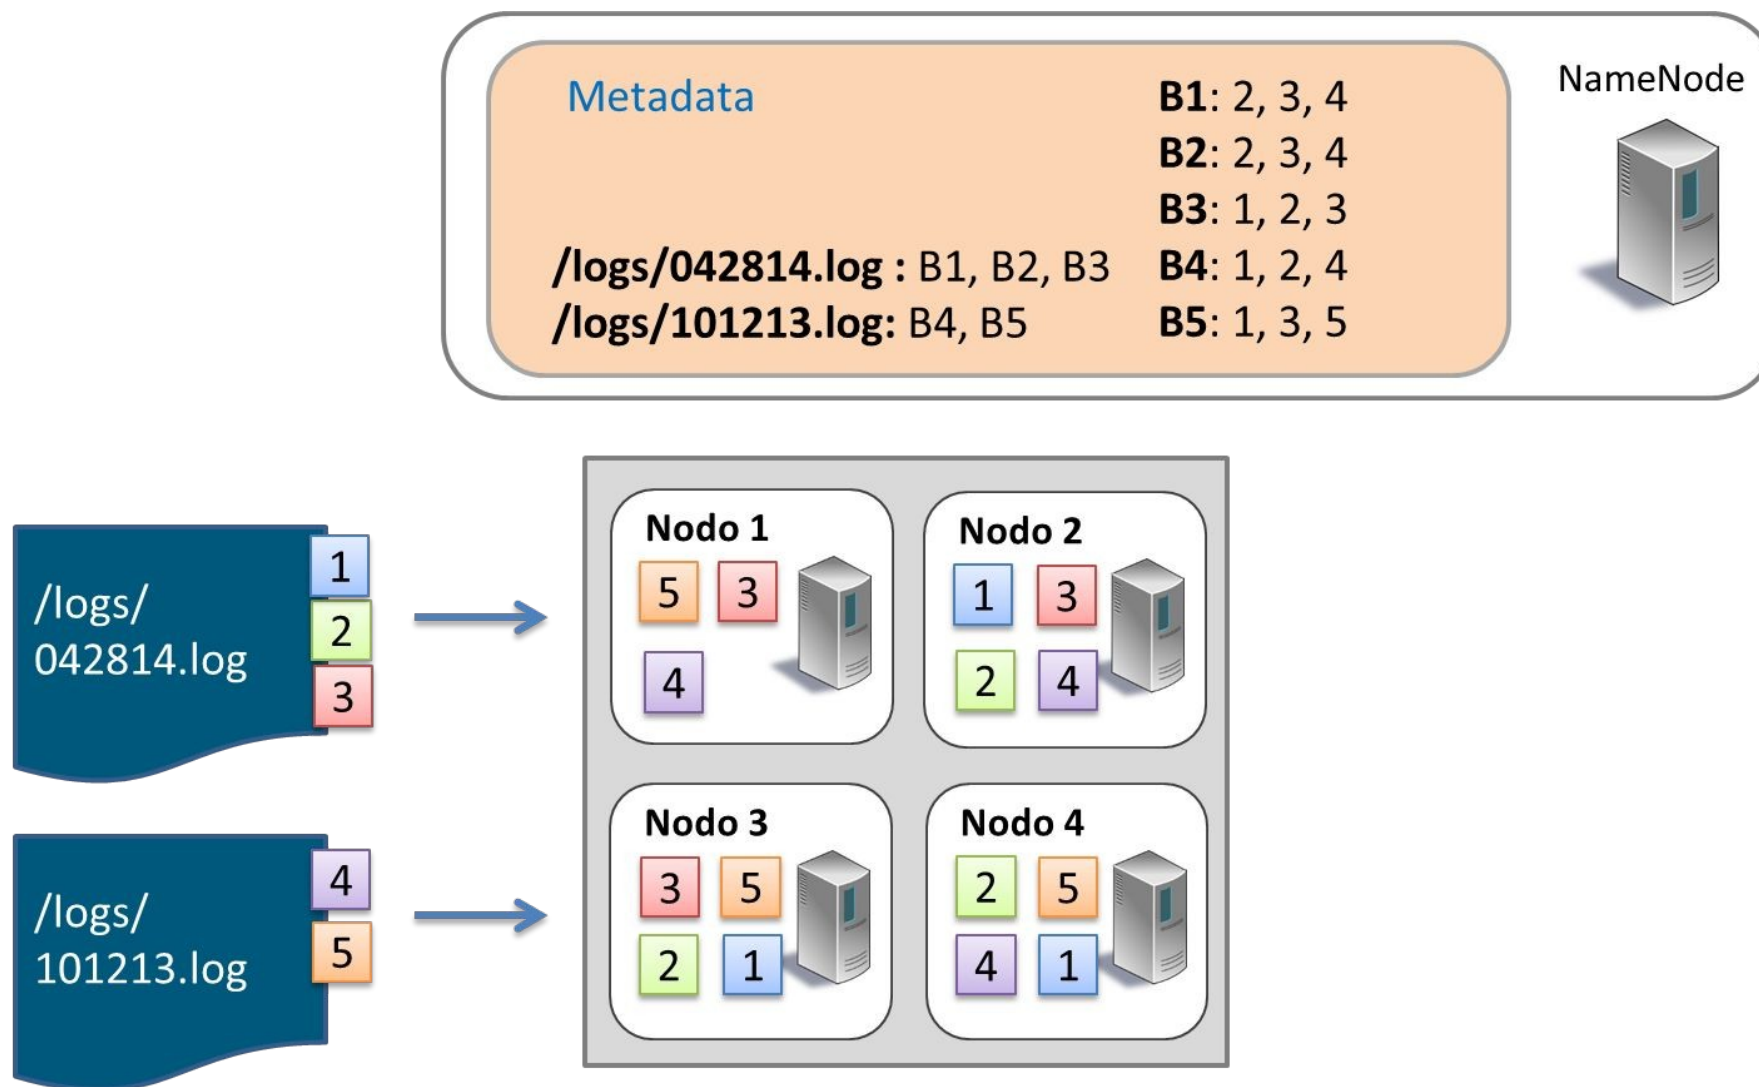 Metadata
/logs/042814.log : B1, B2, B3
/logs/101213.log: B4, B5
B1: 2, 3, 4
B2: 2, 3, 4
B3: 1, 2, 3
B4: 1, 2, 4
B5: 1, 3, 5
NameNode
/logs/
042814.log
1
2
3
/logs/
101213.log
4
5
Nodo 1
5 3
4
Nodo 2
1 3
2 4
Nodo 3
3 5
2 1
Nodo 4
2 5
4 1